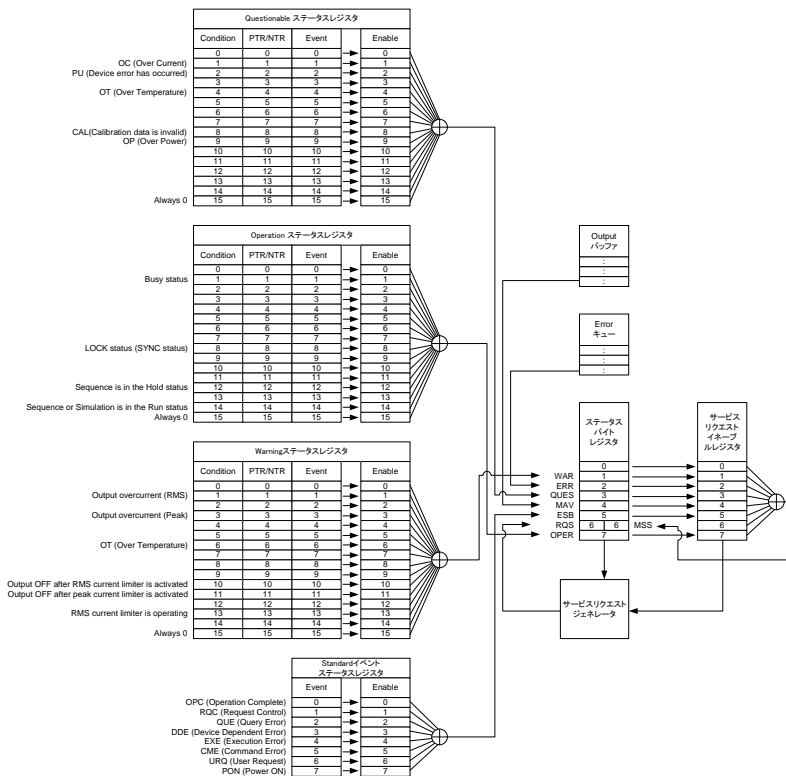 Questionable ステータスレジスタ
Condition PTR/NTR Event Enable
0 0 0 0
OC (Over Current) 1 1 1 1
PU (Device error has occurred) 2 2 2 2
3 3 3 3
OT (Over Temperature) 4 4 4 4
5 5 5 5
6 6 6 6
7 7 7 7
CAL(Calibration data is invalid) 8 8 8 8
OP (Over Power) 9 9 9 9
10 10 10 10
11 11 11 11
12 12 12 12
13 13 13 13
14 14 14 14
Always 0 15 15 15 15
Operation ステータスレジスタ
Condition PTR/NTR Event Enable
0 0 0 0
Busy status 1 1 1 1
2 2 2 2
3 3 3 3
4 4 4 4
5 5 5 5
6 6 6 6
7 7 7 7
LOCK status (SYNC status) 8 8 8 8
9 9 9 9
10 10 10 10
11 11 11 11
Sequence is in the Hold status 12 12 12 12
13 13 13 13
Sequence or Simulation is in the Run status 14 14 14 14
Always 0 15 15 15 15
Output
バッファ
:
:
:
Error
キュー
:
:
:
Warningステータスレジスタ
Condition PTR/NTR Event Enable
0 0 0 0
Output overcurrent (RMS) 1 1 1 1
2 2 2 2
Output overcurrent (Peak) 3 3 3 3
4 4 4 4
5 5 5 5
OT (Over Temperature) 6 6 6 6
7 7 7 7
8 8 8 8
9 9 9 9
Output OFF after RMS current limiter is activated 10 10 10 10
Output OFF after peak current limiter is activated 11 11 11 11
12 12 12 12
RMS current limiter is operating 13 13 13 13
14 14 14 14
Always 0 15 15 15 15
ステータス
バイト
レジスタ
サービス
リクエスト
イネーブ
ルレジスタ
0 0
WAR 1 1
ERR 2 2
QUES 3 3
MAV 4 4
ESB 5 5
RQS 6 6 MSS 6
OPER 7 7
サービスリクエスト
ジェネレータ
Standardイベント
ステータスレジスタ
Event Enable
OPC (Operation Complete) 0 0
RQC (Request Control) 1 1
QUE (Query Error) 2 2
DDE (Device Dependent Error) 3 3
EXE (Execution Error) 4 4
CME (Command Error) 5 5
URQ (User Request) 6 6
PON (Power ON) 7 7